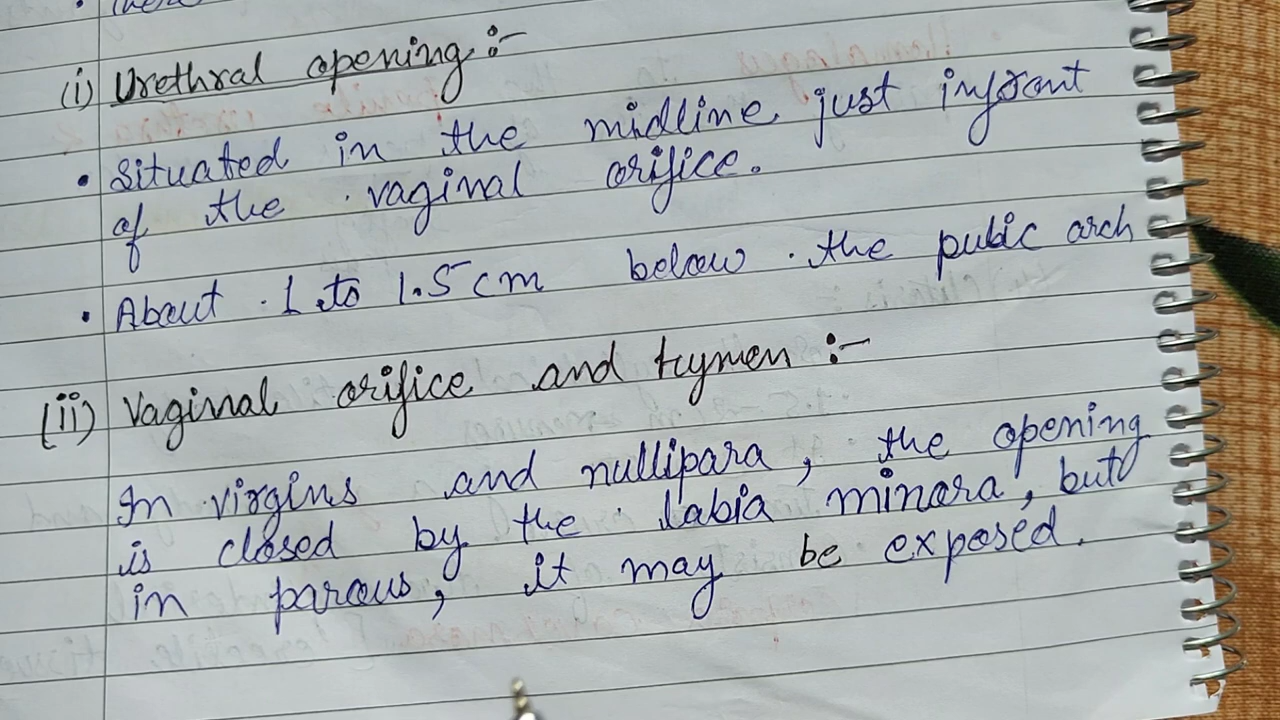 (i) Urethral opening :-
• Situated in the midline just infront
of the vaginal orifice.
• About 1 to 1.5 cm below the pubic arch
(ii) Vaginal orifice and Hymen :-
In virgins and nullipara, the opening
is closed by the labia minora, but
in parous, it may be exposed.